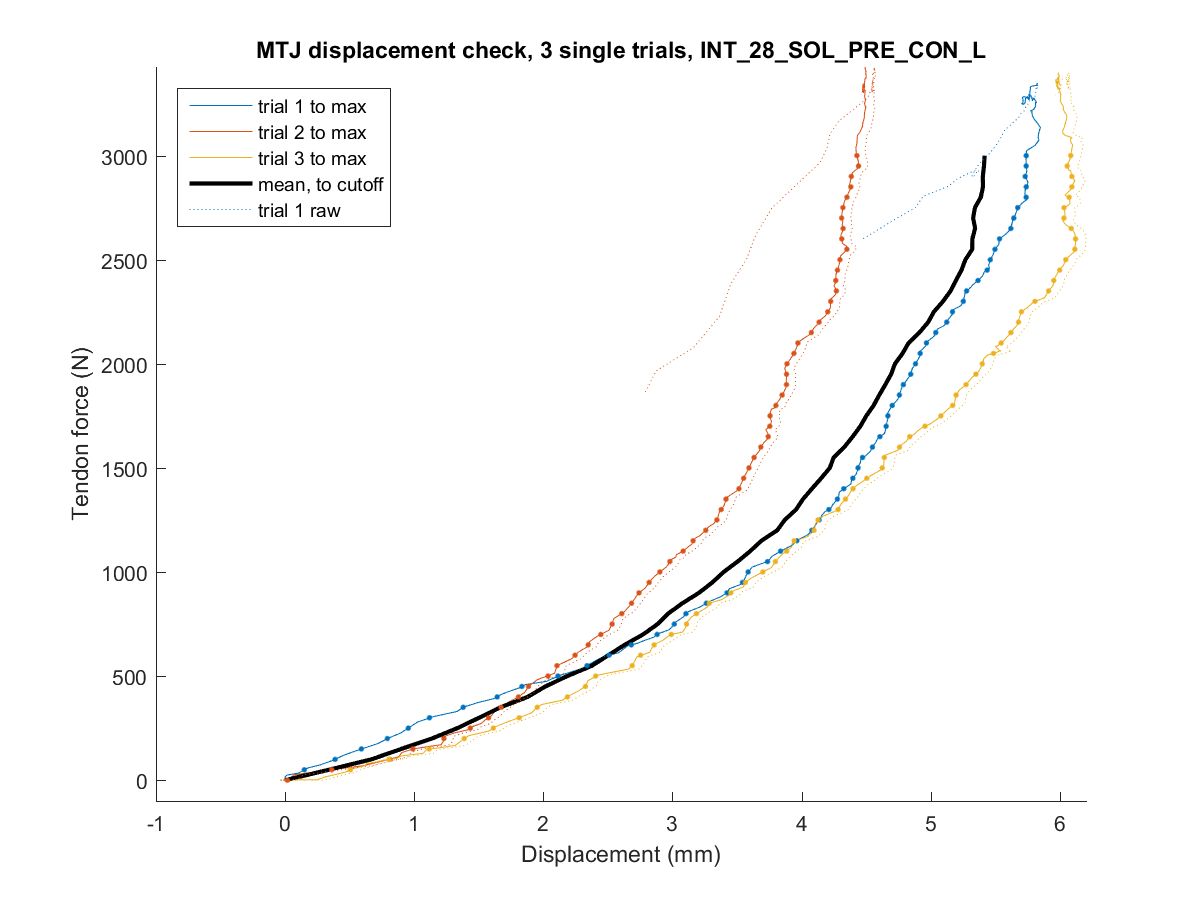 MTJ displacement check, 3 single trials, INT_28_SOL_PRE_CON_L
trial 1 to max
trial 2 to max
trial 3 to max
mean, to cutoff
trial 1 raw
Tendon force (N)
3000
2500
2000
1500
1000
500
0
-1 0 1 2 3 4 5 6
Displacement (mm)